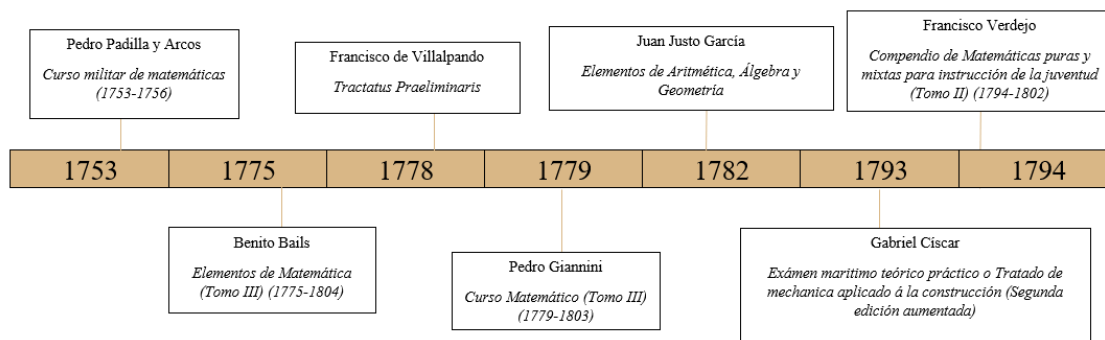 Pedro Padilla y Arcos
Curso militar de matemáticas
(1753-1756)
Francisco de Villalpando
Tractatus Praeliminaris
Juan Justo García
Elementos de Aritmética, Álgebra y
Geometría
Francisco Verdejo
Compendio de Matemáticas puras y
mixtas para instrucción de la juventud
(Tomo II) (1794-1802)
1753
1775
1778
1779
1782
1793
1794
Benito Bails
Elementos de Matemática
(Tomo III) (1775-1804)
Pedro Giannini
Curso Matemático (Tomo III)
(1779-1803)
Gabriel Císcar
Exámen marítimo teórico práctico o Tratado de
mechanica aplicado á la construcción (Segunda
edición aumentada)